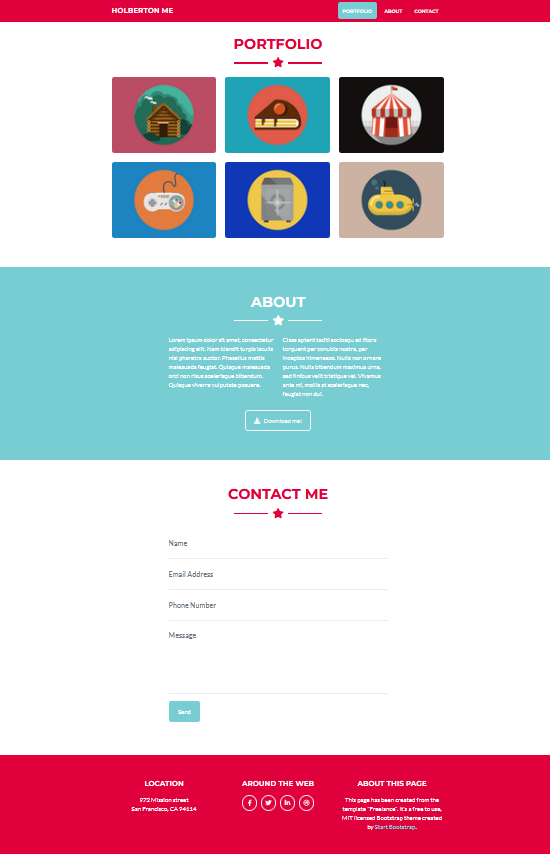 HOLBERTON ME
PORTFOLIO
ABOUT
CONTACT
PORTFOLIO
ABOUT
Lorem ipsum dolor sit amet, consectetur
adipiscing elit. Nam blandit turpis iaculis
nisi pharetra auctor. Phasellus mattis
malesuada feugiat. Quisque malesuada
orci non risus scelerisque bibendum.
Quisque viverra vulputate posuere.
Class aptent taciti sociosqu ad litora
torquent per conubia nostra, per
inceptos himenaeos. Nulla non ornare
purus. Nulla bibendum maximus urna,
sed finibus velit tristique vel. Vivamus
ante mi, mollis at scelerisque nec,
feugiat non dui.
Download me!
CONTACT ME
Name
Email Address
Phone Number
Message
Send
LOCATION
972 Mission street
San Francisco, CA 94114
AROUND THE WEB
ABOUT THIS PAGE
This page has been created from the
template "Freelance". It's a free to use,
MIT licensed Bootstrap theme created
by Start Bootstrap.